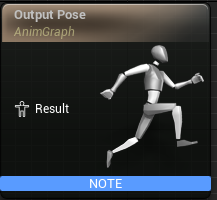 Output Pose
AnimGraph
Result
NOTE